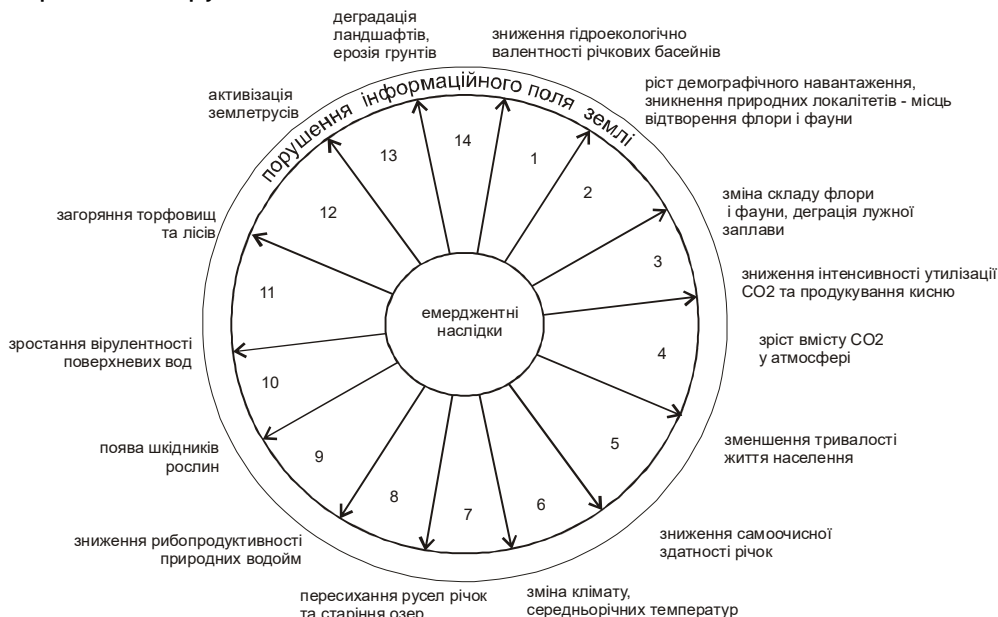 деградація
ландшафтів,
ерозія грунтів
зниження гідроекологічно
валентності річкових басейнів
ріст демографічного навантаження,
зникнення природних локалітетів - місць
відтворення флори і фауни
активізація
землетрусів
порушення інформаційного поля землі
зміна складу флори
і фауни, деграція лужної
заплави
загоряння торфовищ
та лісів
зниження інтенсивності утилізації
СО2 та продукування кисню
емерджентні
наслідки
зріст вмісту СО2
у атмосфері
зростання вірулентності
поверхневих вод
зменшення тривалості
життя населення
поява шкідників
рослин
зниження самоочисної
здатності річок
зниження рибопродуктивності
природних водойм
зміна клімату,
середньорічних температур
пересихання русел річок
та старіння озер
1
2
3
4
5
6
7
8
9
10
11
12
13
14